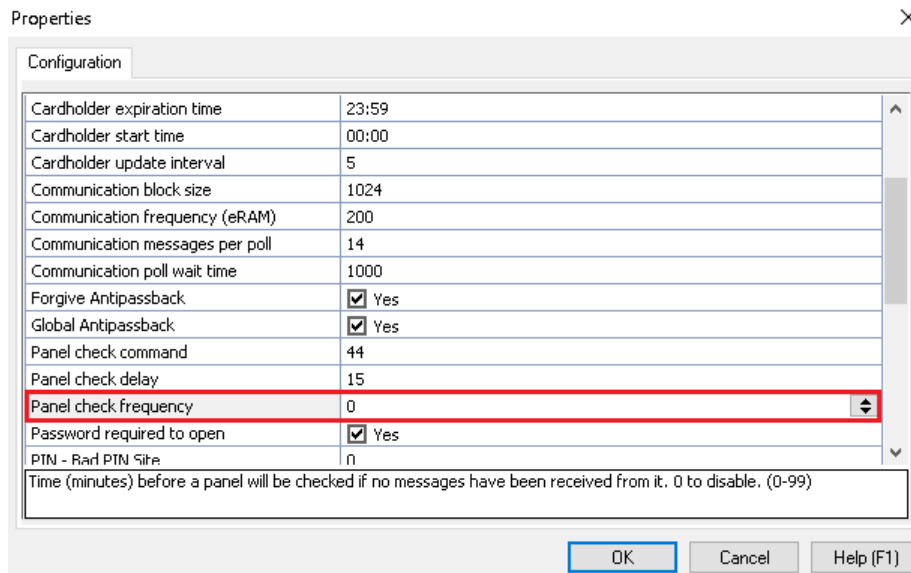 Properties
Configuration
Cardholder expiration time 23:59
Cardholder start time 00:00
Cardholder update interval 5
Communication block size 1024
Communication frequency (eRAM) 200
Communication messages per poll 14
Communication poll wait time 1000
Forgive Antipassback Yes
Global Antipassback Yes
Panel check command 44
Panel check delay 15
Panel check frequency 0
Password required to open Yes
PIN - Bad PIN Site 0
Time (minutes) before a panel will be checked if no messages have been received from it. 0 to disable. (0-99)
OK Cancel Help (F1)